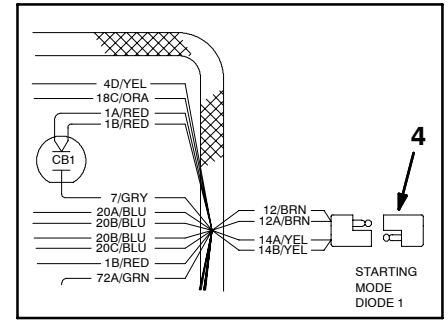 4D/YEL
18C/ORA
1A/RED
1B/RED
CB1
4
7/GRY
20A/BLU
20B/BLU
20B/BLU
20C/BLU
1B/RED
72A/GRN
12/BRN
12A/BRN
14A/YEL
14B/YEL
STARTING
MODE
DIODE 1